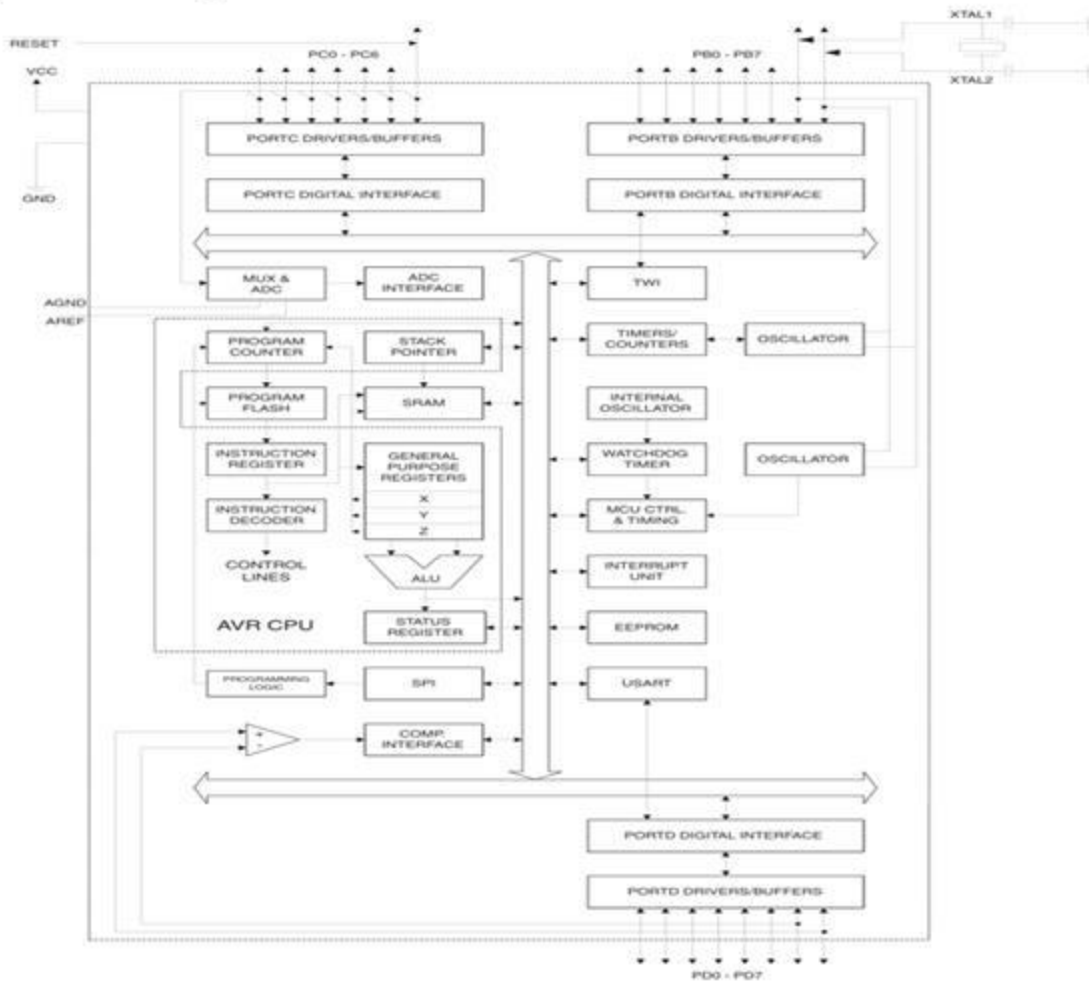 XTAL1
RESET
PC0 - PC6
PB0 - PB7
VCC
XTAL2
PORTC DRIVERS/BUFFERS
PORTB DRIVERS/BUFFERS
PORTC DIGITAL INTERFACE
PORTB DIGITAL INTERFACE
GND
MUX &
ADC
ADC
INTERFACE
TWI
AGND
AREF
PROGRAM
COUNTER
STACK
POINTER
TIMERS/
COUNTERS
OSCILLATOR
PROGRAM
FLASH
SRAM
INTERNAL
OSCILLATOR
INSTRUCTION
REGISTER
GENERAL
PURPOSE
REGISTERS
X
Y
Z
WATCHDOG
TIMER
OSCILLATOR
INSTRUCTION
DECODER
MCU CTRL.
& TIMING
CONTROL
LINES
ALU
INTERRUPT
UNIT
AVR CPU
STATUS
REGISTER
EEPROM
PROGRAMMING
LOGIC
SPI
USART
+
-
COMP.
INTERFACE
PORTD DIGITAL INTERFACE
PORTD DRIVERS/BUFFERS
PD0 - PD7